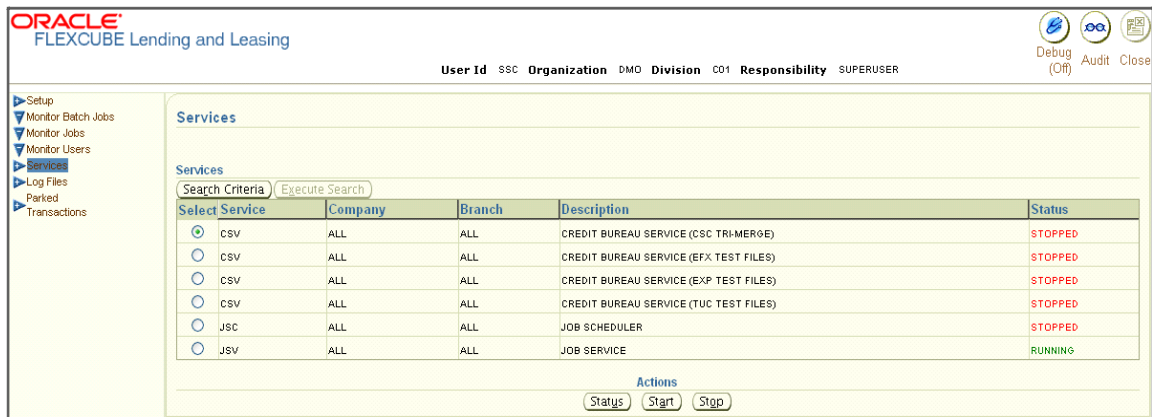 ORACLE
FLEXCUBE Lending and Leasing
Debug (Off) Audit Close
User Id SSC Organization DMO Division C01 Responsibility SUPERUSER
Setup
Monitor Batch Jobs
Monitor Jobs
Monitor Users
Services
Log Files
Parked
Transactions
Services
Services
Search Criteria Execute Search
Select Service Company Branch Description Status
CSV ALL ALL CREDIT BUREAU SERVICE (CSC TRI-MERGE) STOPPED
CSV ALL ALL CREDIT BUREAU SERVICE (EFX TEST FILES) STOPPED
CSV ALL ALL CREDIT BUREAU SERVICE (EXP TEST FILES) STOPPED
CSV ALL ALL CREDIT BUREAU SERVICE (TUC TEST FILES) STOPPED
JSC ALL ALL JOB SCHEDULER STOPPED
JSV ALL ALL JOB SERVICE RUNNING
Actions
Status Start Stop